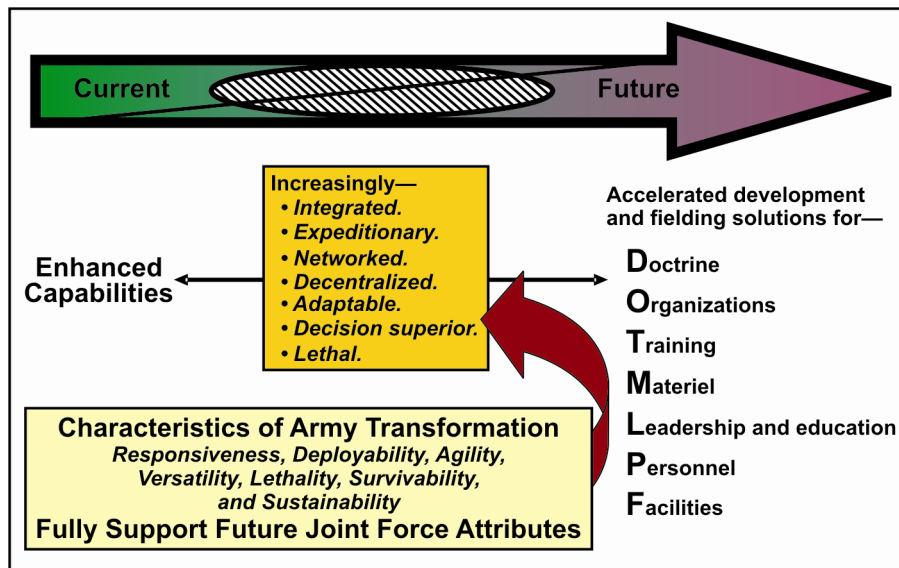 Current
Future
Increasingly—
• Integrated.
• Expeditionary.
• Networked.
• Decentralized.
• Adaptable.
• Decision superior.
• Lethal.
Enhanced
Capabilities
Accelerated development
and fielding solutions for—
Doctrine
Organizations
Training
Materiel
Leadership and education
Personnel
Facilities
Characteristics of Army Transformation
Responsiveness, Deployability, Agility,
Versatility, Lethality, Survivability,
and Sustainability
Fully Support Future Joint Force Attributes